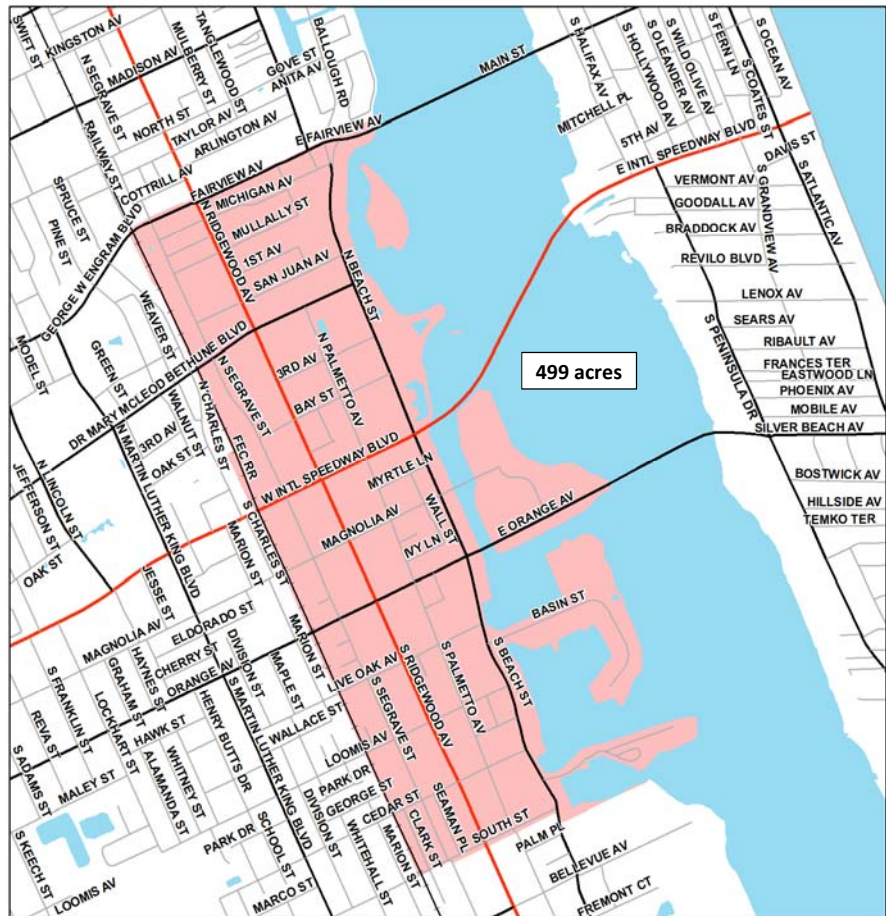 SWIFT ST
KINGSTON AV
MADISON AV
MULBERRY ST
TANGLEWOOD ST
BALLOUGH RD
GOVE ST
ANITA AV
MAIN ST
S HALIFAX AV
S HOLLYWOOD AV
S OLEANDER AV
S WILD OLIVE AV
S FERN LN
S COATES ST
S OCEAN AV
N SEGRAVE ST
RAILWAY ST
NORTH ST
TAYLOR AV
ARLINGTON AV
E FAIRVIEW AV
MITCHELL PL
5TH AV
E INTL SPEEDWAY BLVD
DAVIS ST
COTTRILL AV
FAIRVIEW AV
MICHIGAN AV
MULLALLY ST
N RIDGEWOOD AV
1ST AV
SAN JUAN AV
N BEACH ST
SPRUCE ST
PINE ST
GEORGE W ENGRAM BLVD
VERMONT AV
GOODALL AV
BRADDOCK AV
REVILO BLVD
S GRANDVIEW AV
S ATLANTIC AV
LENOX AV
SEARS AV
RIBAULT AV
FRANCES TER
EASTWOOD LN
PHOENIX AV
MOBILE AV
SILVER BEACH AV
S PENINSULA DR
MODEL ST
GREEN ST
WEAVER ST
DR MARY MCLEOD BETHUNE BLVD
N SEGRAVE ST
3RD AV
N PALMETTO AV
BAY ST
499 acres
WALNUT ST
3RD AV
OAK ST
N CHARLES ST
FEC RR
W INTL SPEEDWAY BLVD
MYRTLE LN
WALL ST
BOSTWICK AV
HILLSIDE AV
TEMKO TER
JEFFERSON ST
N LINCOLN ST
N MARTIN LUTHER KING BLVD
OAK ST
S CHARLES ST
MARION ST
MAGNOLIA AV
IVY LN
E ORANGE AV
JESSE ST
MAGNOLIA AV
ELDORADO ST
CHERRY ST
ORANGE AV
HAYNES ST
GRAHAM ST
LOCKHART ST
DIVISION ST
MAPLE ST
MARION ST
LIVE OAK AV
S RIDGEWOOD AV
S PALMETTO AV
S BEACH ST
BASIN ST
S SEGRAVE ST
S FRANKLIN ST
REVA ST
S ADAMS ST
HAWK ST
HENRY BUTTS DR
S MARTIN LUTHER KING BLVD
WALLACE ST
LOOMIS AV
MALEY ST
WHITNEY ST
ALAMANDA ST
PARK DR
GEORGE ST
CEDAR ST
SEAMAN PL
SOUTH ST
PALM PL
S KEECH ST
LOOMIS AV
PARK DR
SCHOOL ST
MARCO ST
DIVISION ST
WHITEHALL ST
MARION ST
CLARK ST
BELLEVUE AV
FREMONT CT